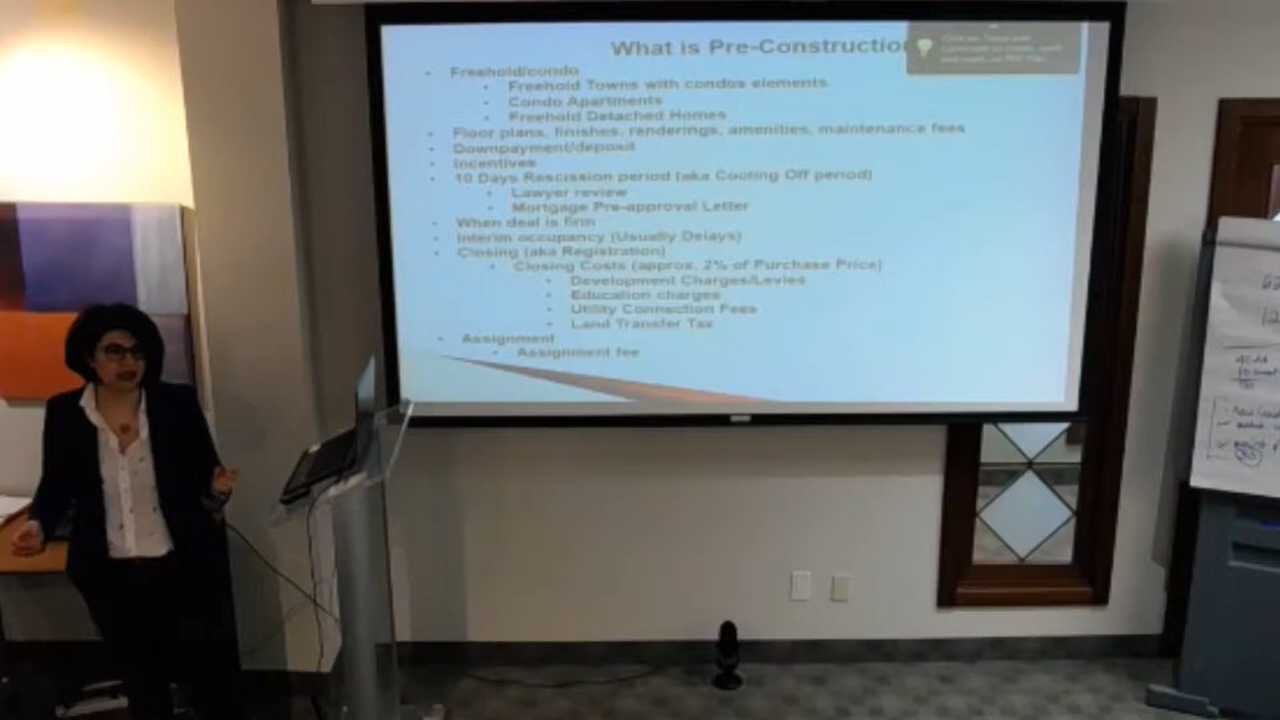 What is Pre-Construction
Freehold/condo
Freehold Towns with condos elements
Condo Apartments
Freehold Detached Homes
Floor plans, finishes, renderings, amenities, maintenance fees
Downpayment/deposit
Incentives
10 Days Rescission period (aka Cooling Off period)
Lawyer review
Mortgage Pre-approval Letter
When deal is firm
Interim occupancy (Usually Delays)
Closing (aka Registration)
Closing Costs (approx. 2% of Purchase Price)
Development Charges/Levies
Education charges
Utility Connection Fees
Land Transfer Tax
Assignment
Assignment fee